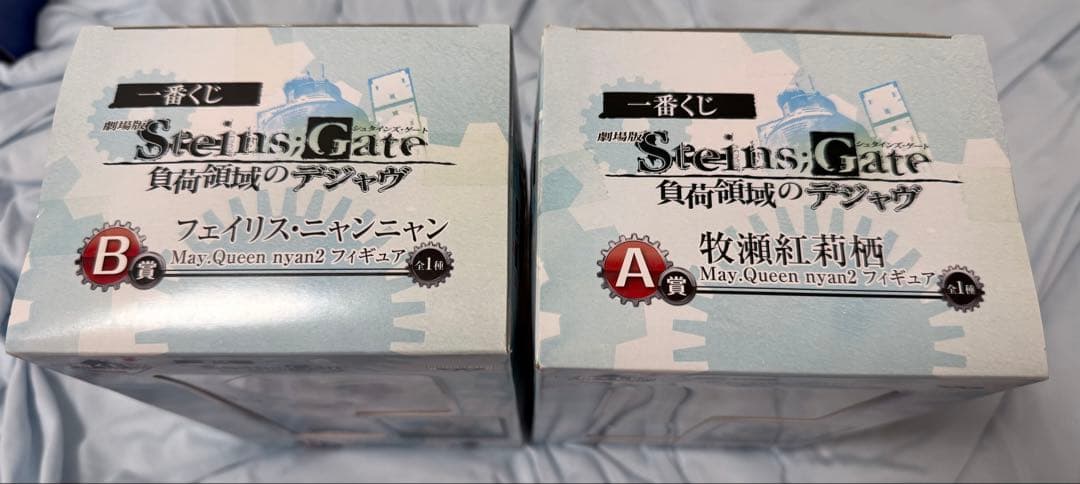 一番くじ
劇場版
シュタインズ・ゲート
Steins;Gate
負荷領域のデジャヴ
フェイリス・ニャンニャン
B賞
May.Queen nyan2 フィギュア
全1種
一番くじ
劇場版
シュタインズ・ゲート
Steins;Gate
負荷領域のデジャヴ
牧瀬紅莉栖
A賞
May.Queen nyan2 フィギュア
全1種